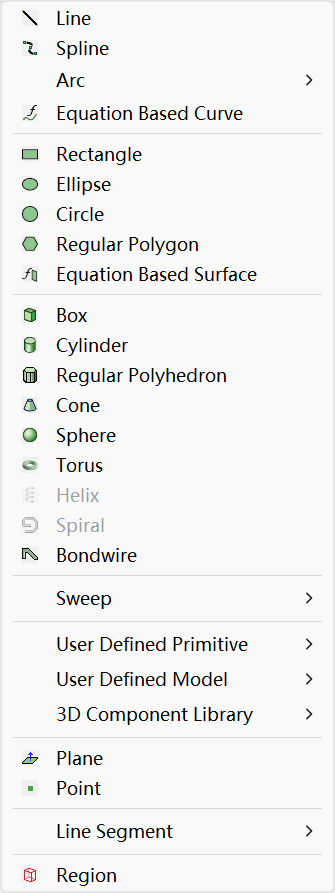 Line
Spline
Arc
Equation Based Curve
Rectangle
Ellipse
Circle
Regular Polygon
Equation Based Surface
Box
Cylinder
Regular Polyhedron
Cone
Sphere
Torus
Helix
Spiral
Bondwire
Sweep
User Defined Primitive
User Defined Model
3D Component Library
Plane
Point
Line Segment
Region